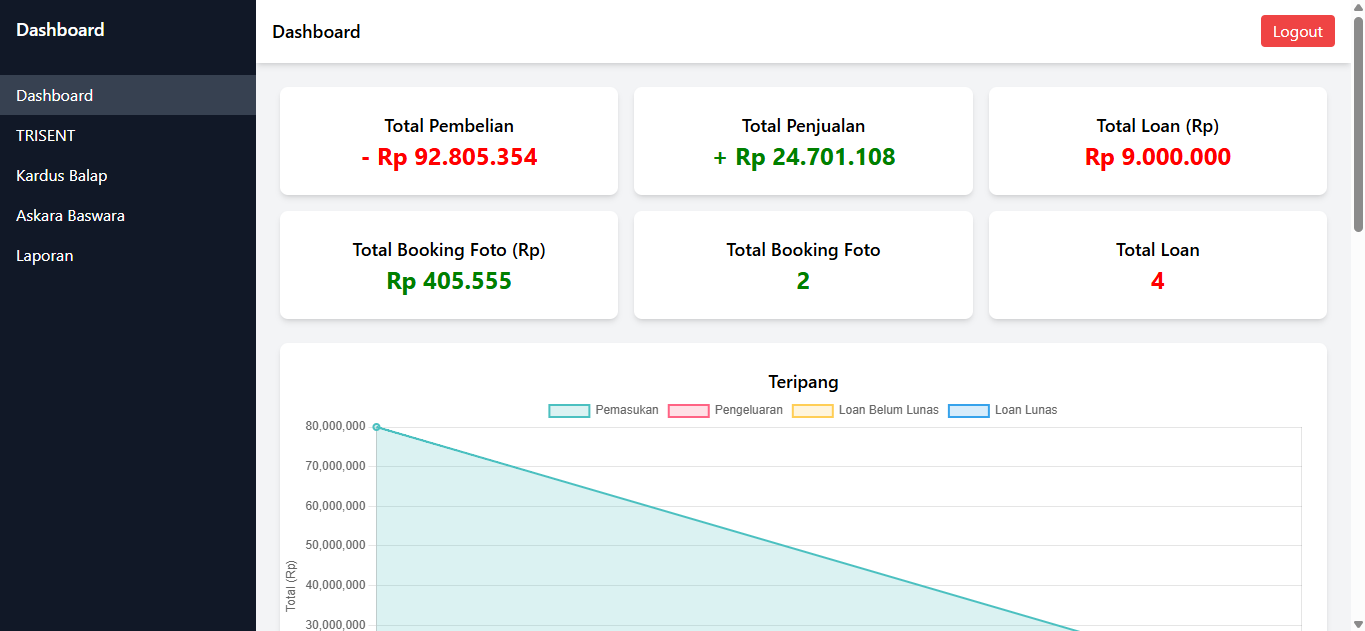 Dashboard
Dashboard
TRISENT
Kardus Balap
Askara Baswara
Laporan
Dashboard
Logout
Total Pembelian
- Rp 92.805.354
Total Penjualan
+ Rp 24.701.108
Total Loan (Rp)
Rp 9.000.000
Total Booking Foto (Rp)
Rp 405.555
Total Booking Foto
2
Total Loan
4
Teripang
Pemasukan Pengeluaran Loan Belum Lunas Loan Lunas
80,000,000
70,000,000
60,000,000
50,000,000
40,000,000
30,000,000
Total (Rp)